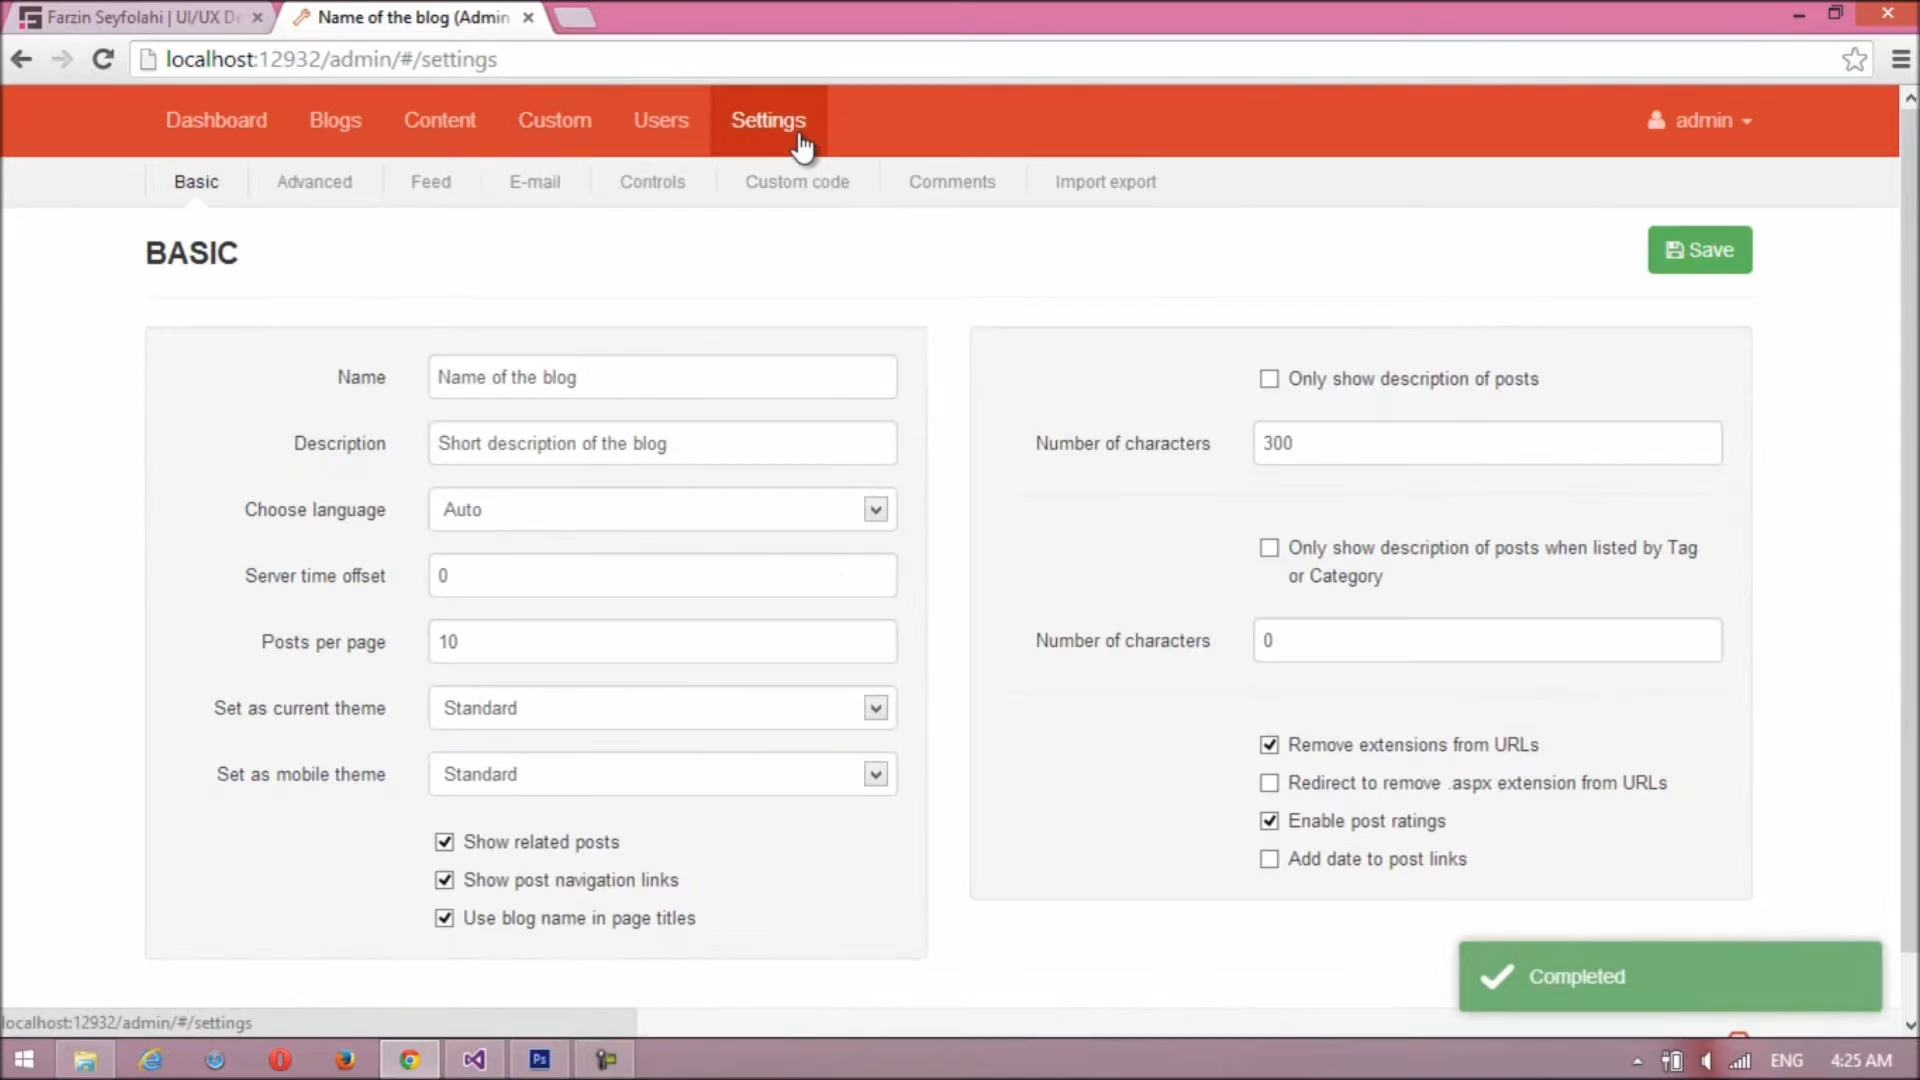 Farzin Seyfolahi | UI/UX De
Name of the blog (Admin
localhost:12932/admin/#/settings
Dashboard Blogs Content Custom Users Settings admin
Basic Advanced Feed E-mail Controls Custom code Comments Import export
BASIC
Save
Name Name of the blog
Description Short description of the blog
Choose language Auto
Server time offset 0
Posts per page 10
Set as current theme Standard
Set as mobile theme Standard
Show related posts
Show post navigation links
Use blog name in page titles
Only show description of posts
Number of characters 300
Only show description of posts when listed by Tag
or Category
Number of characters 0
Remove extensions from URLs
Redirect to remove .aspx extension from URLs
Enable post ratings
Add date to post links
Completed
localhost:12932/admin/#/settings
Ps
ENG 4:25 AM